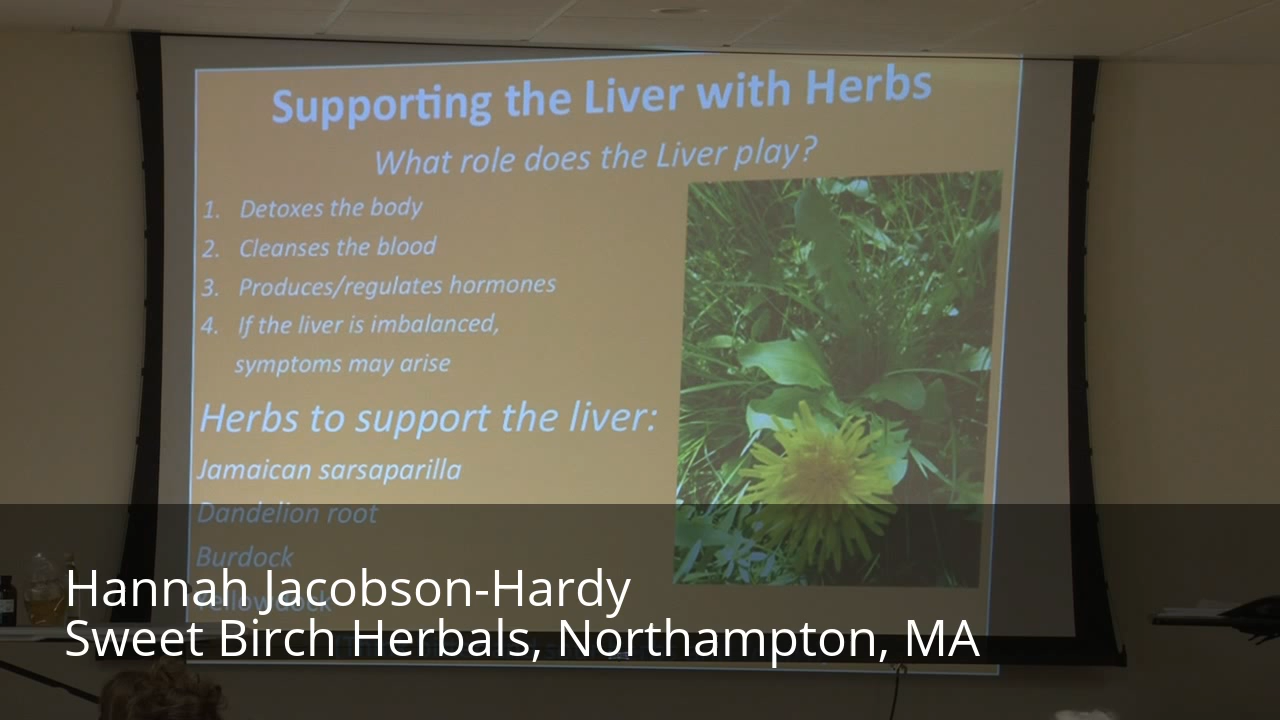 Supporting the Liver with Herbs
What role does the Liver play?
1. Detoxes the body
2. Cleanses the blood
3. Produces/regulates hormones
4. If the liver is imbalanced,
symptoms may arise
Herbs to support the liver:
Jamaican sarsaparilla
Dandelion root
Burdock
Yellowdock
Hannah Jacobson-Hardy
Sweet Birch Herbals, Northampton, MA